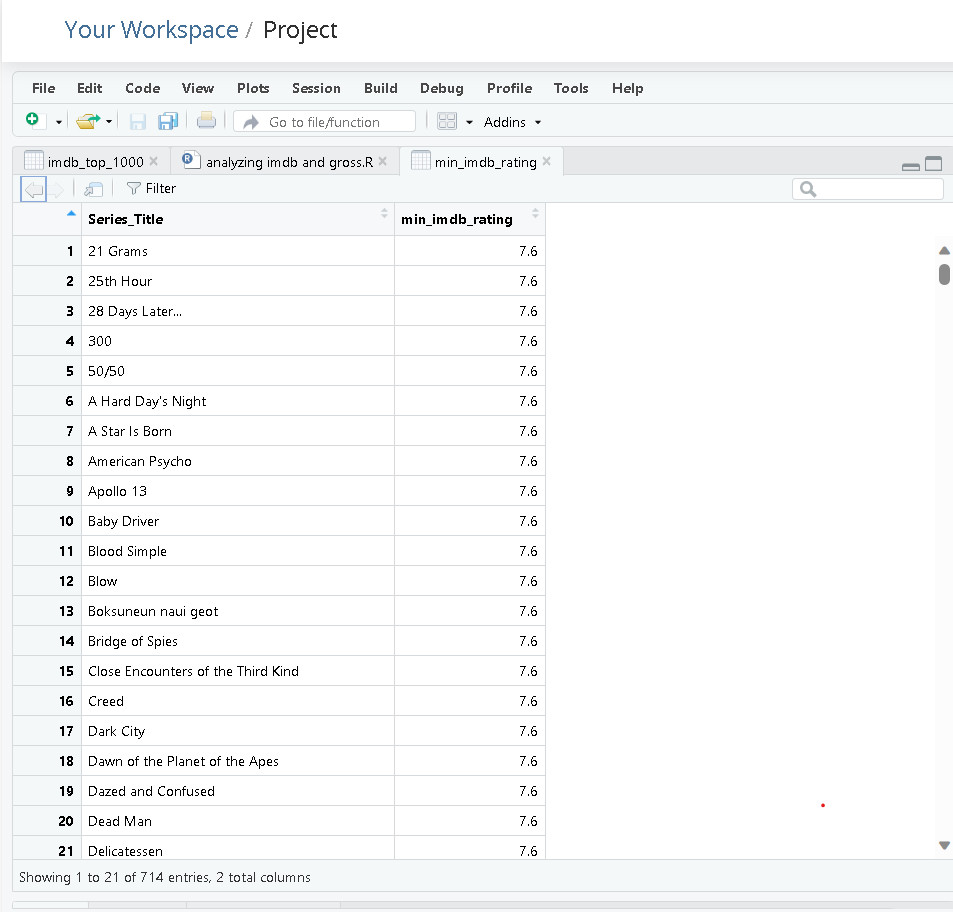 Your Workspace / Project
File Edit Code View Plots Session Build Debug Profile Tools Help
Go to file/function Addins
imdb_top_1000 analyzing imdb and gross.R min_imdb_rating
Filter
Series_Title min_imdb_rating
1 21 Grams 7.6
2 25th Hour 7.6
3 28 Days Later... 7.6
4 300 7.6
5 50/50 7.6
6 A Hard Day's Night 7.6
7 A Star Is Born 7.6
8 American Psycho 7.6
9 Apollo 13 7.6
10 Baby Driver 7.6
11 Blood Simple 7.6
12 Blow 7.6
13 Boksuneun naui geot 7.6
14 Bridge of Spies 7.6
15 Close Encounters of the Third Kind 7.6
16 Creed 7.6
17 Dark City 7.6
18 Dawn of the Planet of the Apes 7.6
19 Dazed and Confused 7.6
20 Dead Man 7.6
21 Delicatessen 7.6
Showing 1 to 21 of 714 entries, 2 total columns